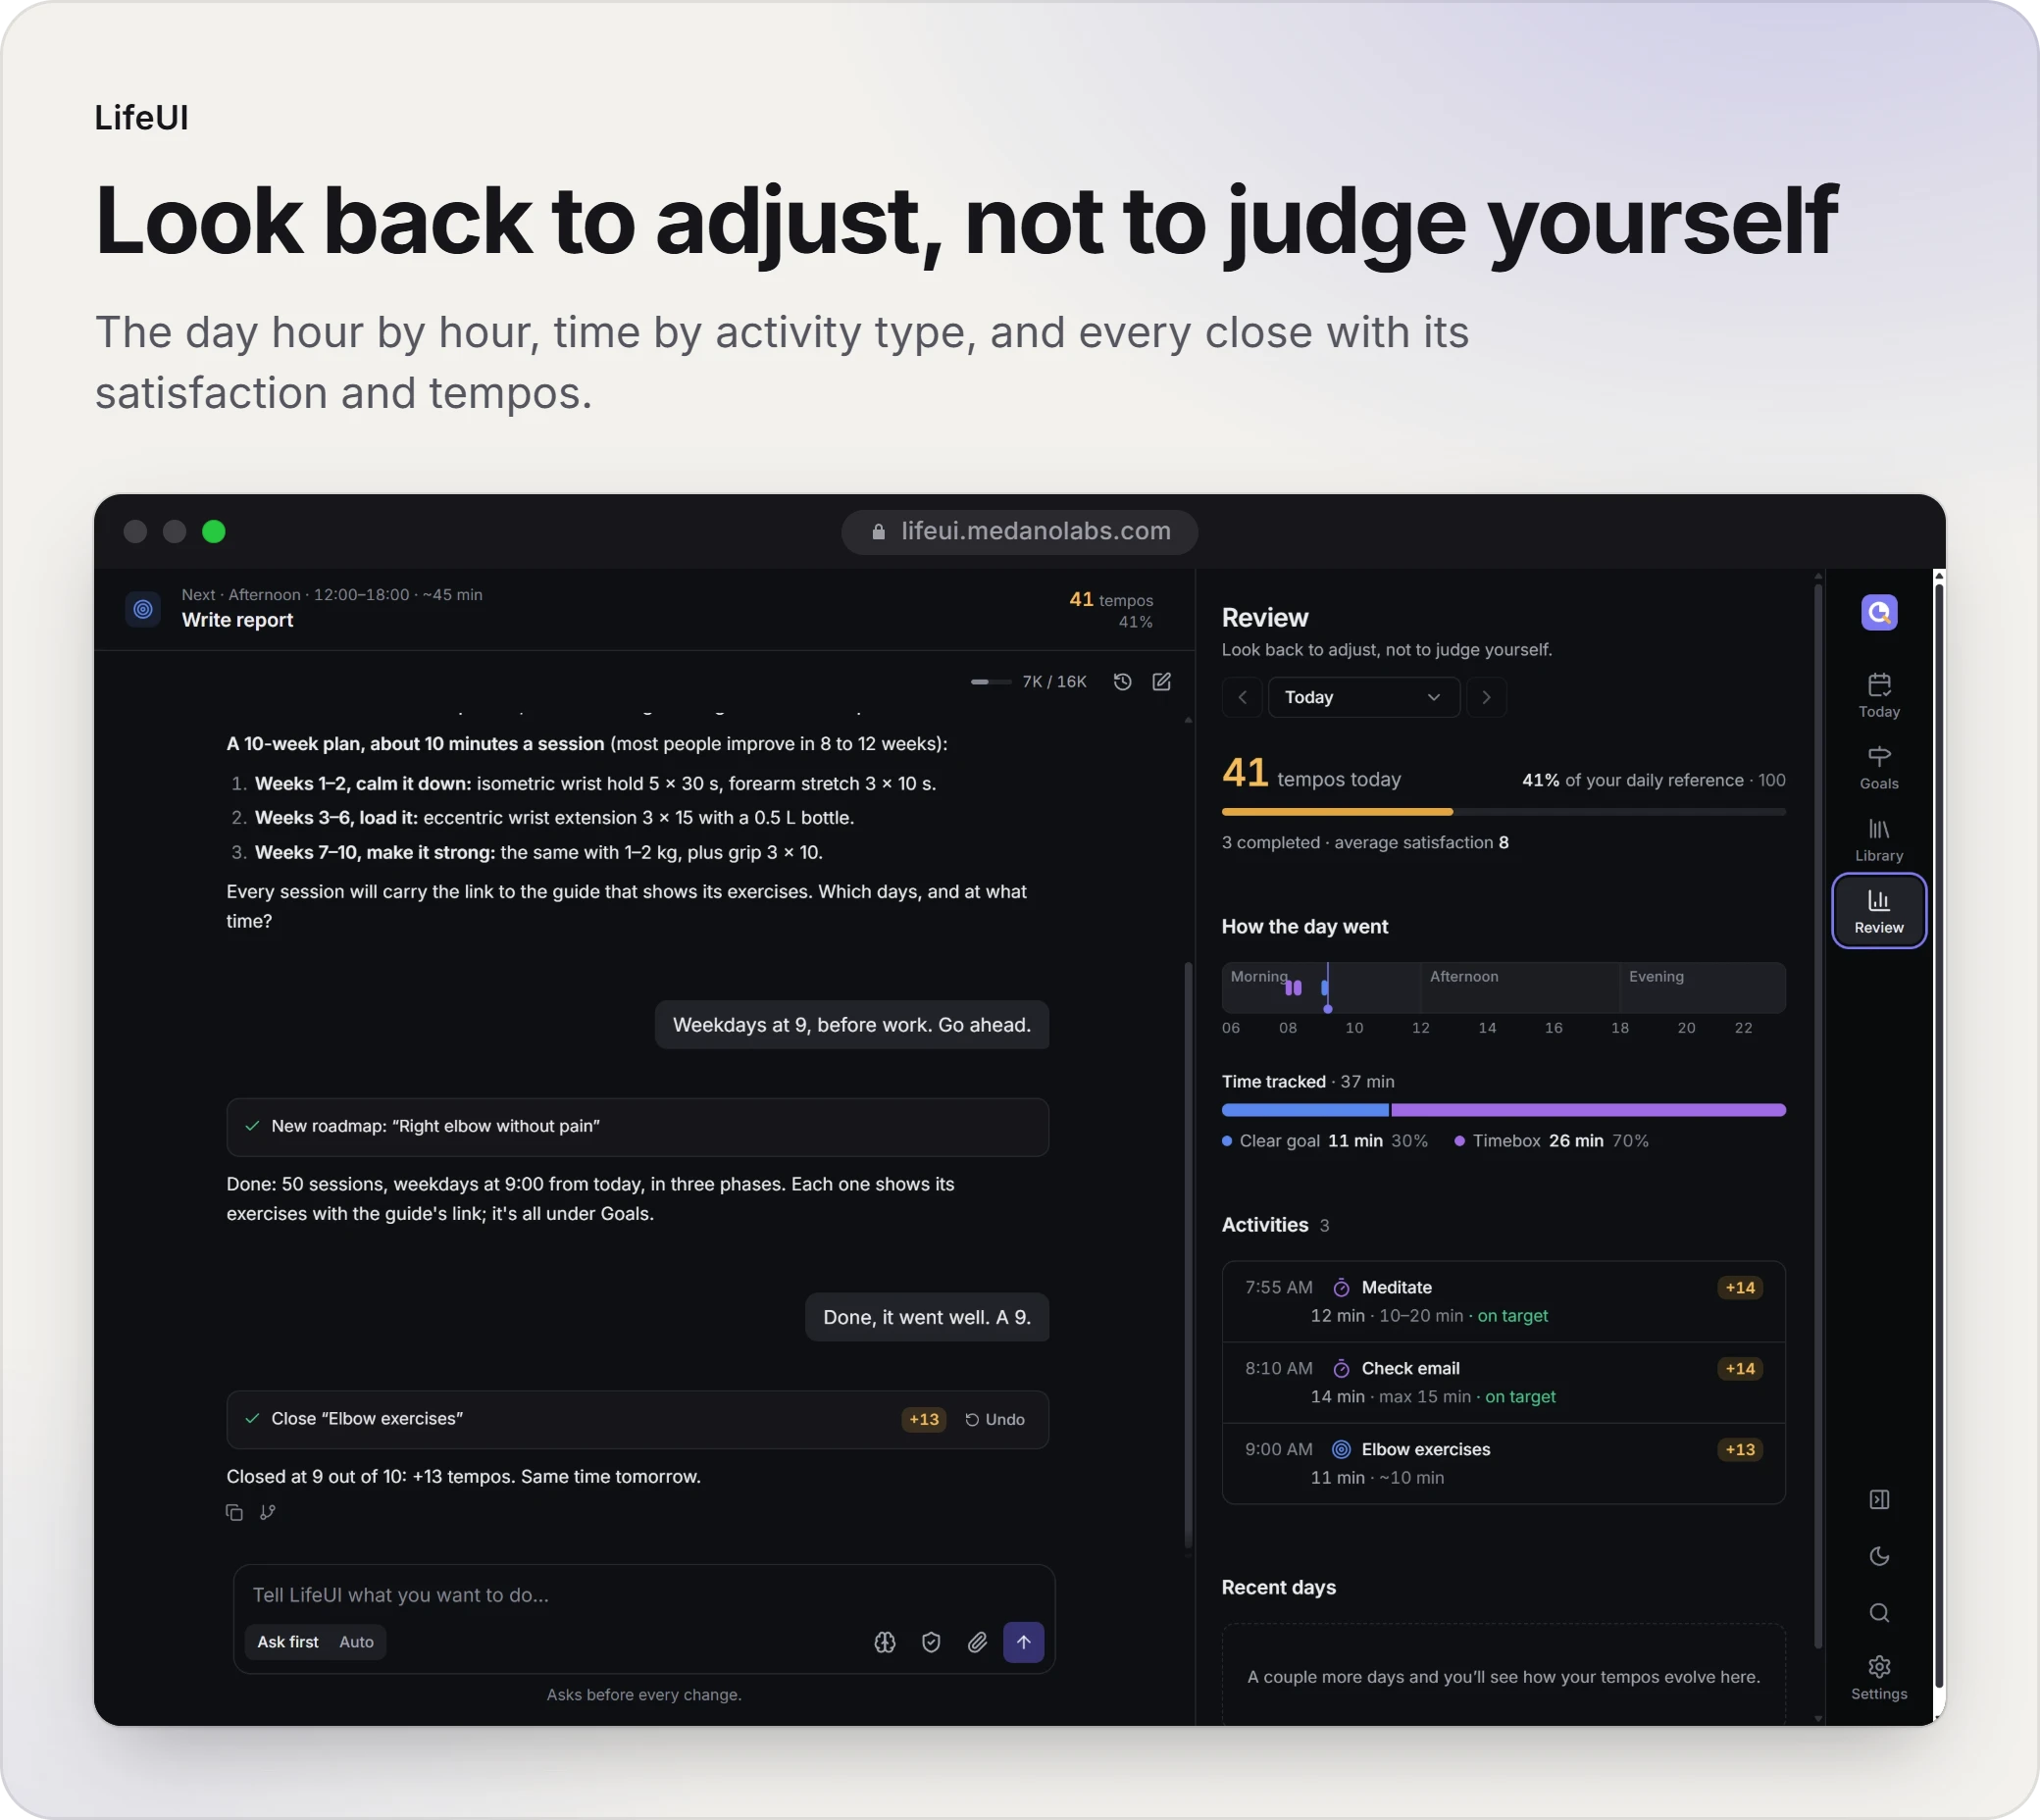 LifeUI
Look back to adjust, not to judge yourself
The day hour by hour, time by activity type, and every close with its
satisfaction and tempos.
lifeui.medanolabs.com
Next · Afternoon · 12:00–18:00 · ~45 min
Write report
41 tempos
41%
7K / 16K
A 10-week plan, about 10 minutes a session (most people improve in 8 to 12 weeks):
1. Weeks 1–2, calm it down: isometric wrist hold 5 × 30 s, forearm stretch 3 × 10 s.
2. Weeks 3–6, load it: eccentric wrist extension 3 × 15 with a 0.5 L bottle.
3. Weeks 7–10, make it strong: the same with 1–2 kg, plus grip 3 × 10.
Every session will carry the link to the guide that shows its exercises. Which days, and at what
time?
Weekdays at 9, before work. Go ahead.
New roadmap: “Right elbow without pain”
Done: 50 sessions, weekdays at 9:00 from today, in three phases. Each one shows its
exercises with the guide's link; it's all under Goals.
Done, it went well. A 9.
Close “Elbow exercises” +13 Undo
Closed at 9 out of 10: +13 tempos. Same time tomorrow.
Tell LifeUI what you want to do...
Ask first Auto
Asks before every change.
Review
Look back to adjust, not to judge yourself.
Today
41 tempos today 41% of your daily reference · 100
3 completed · average satisfaction 8
How the day went
Morning Afternoon Evening
06 08 10 12 14 16 18 20 22
Time tracked · 37 min
Clear goal 11 min 30% Timebox 26 min 70%
Activities 3
7:55 AM Meditate +14
12 min · 10–20 min · on target
8:10 AM Check email +14
14 min · max 15 min · on target
9:00 AM Elbow exercises +13
11 min · ~10 min
Recent days
A couple more days and you’ll see how your tempos evolve here.
Today
Goals
Library
Review
Settings